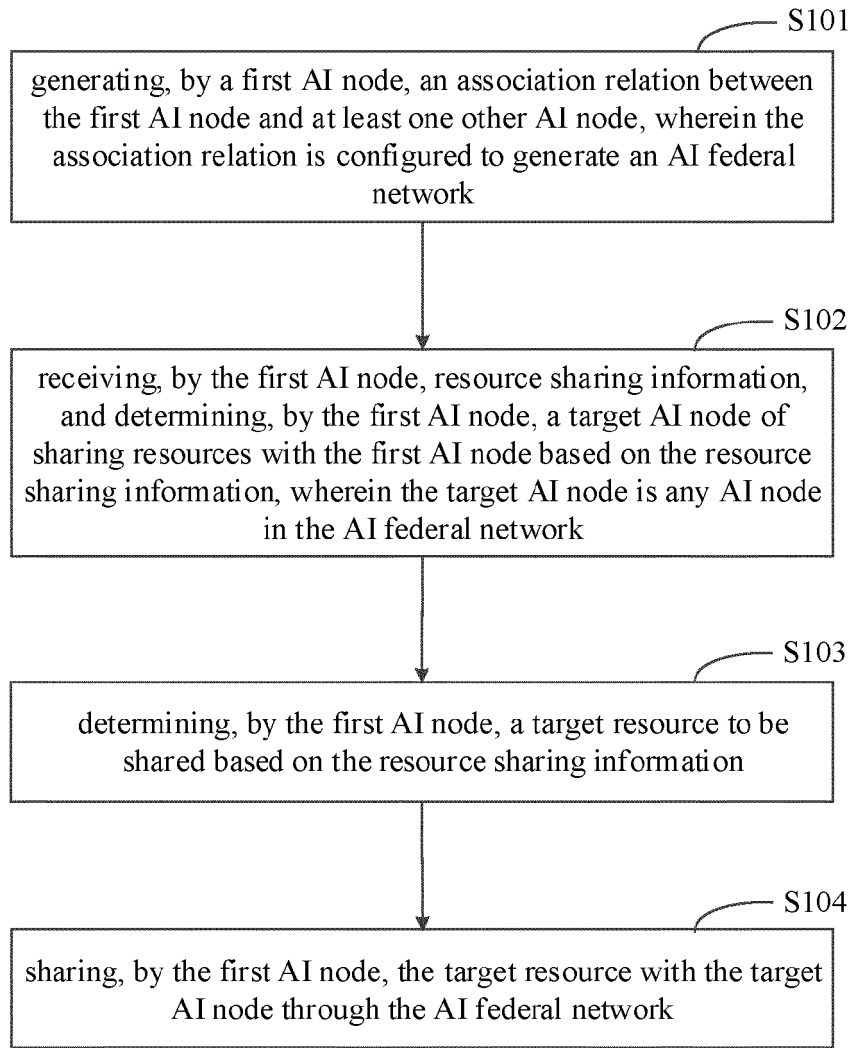 S101
generating, by a first AI node, an association relation between
the first AI node and at least one other AI node, wherein the
association relation is configured to generate an AI federal
network
S102
receiving, by the first AI node, resource sharing information,
and determining, by the first AI node, a target AI node of
sharing resources with the first AI node based on the resource
sharing information, wherein the target AI node is any AI node
in the AI federal network
S103
determining, by the first AI node, a target resource to be
shared based on the resource sharing information
S104
sharing, by the first AI node, the target resource with the target
AI node through the AI federal network